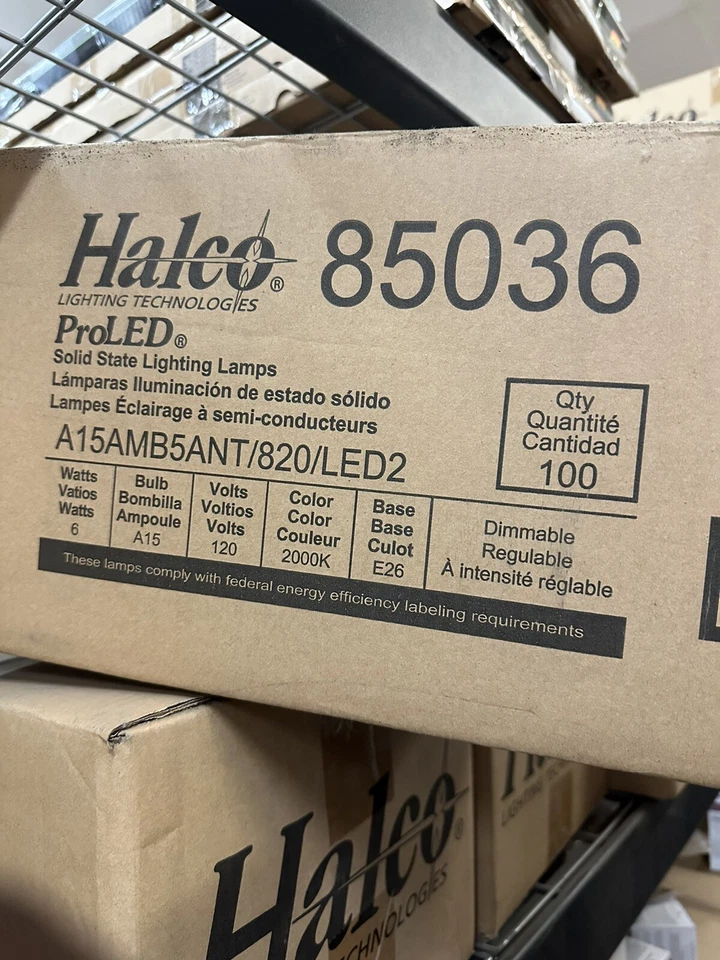 Halco® 85036
LIGHTING TECHNOLOGIES
ProLED®
Solid State Lighting Lamps
Lámparas Iluminación de estado sólido
Lampes Éclairage à semi-conducteurs
A15AMB5ANT/820/LED2
Qty
Quantité
Cantidad
100
Watts
Vatios
Watts
6
Bulb
Bombilla
Ampoule
A15
Volts
Voltios
Volts
120
Color
Color
Couleur
2000K
Base
Base
Culot
E26
Dimmable
Regulable
À intensité réglable
These lamps comply with federal energy efficiency labeling requirements
Halco®